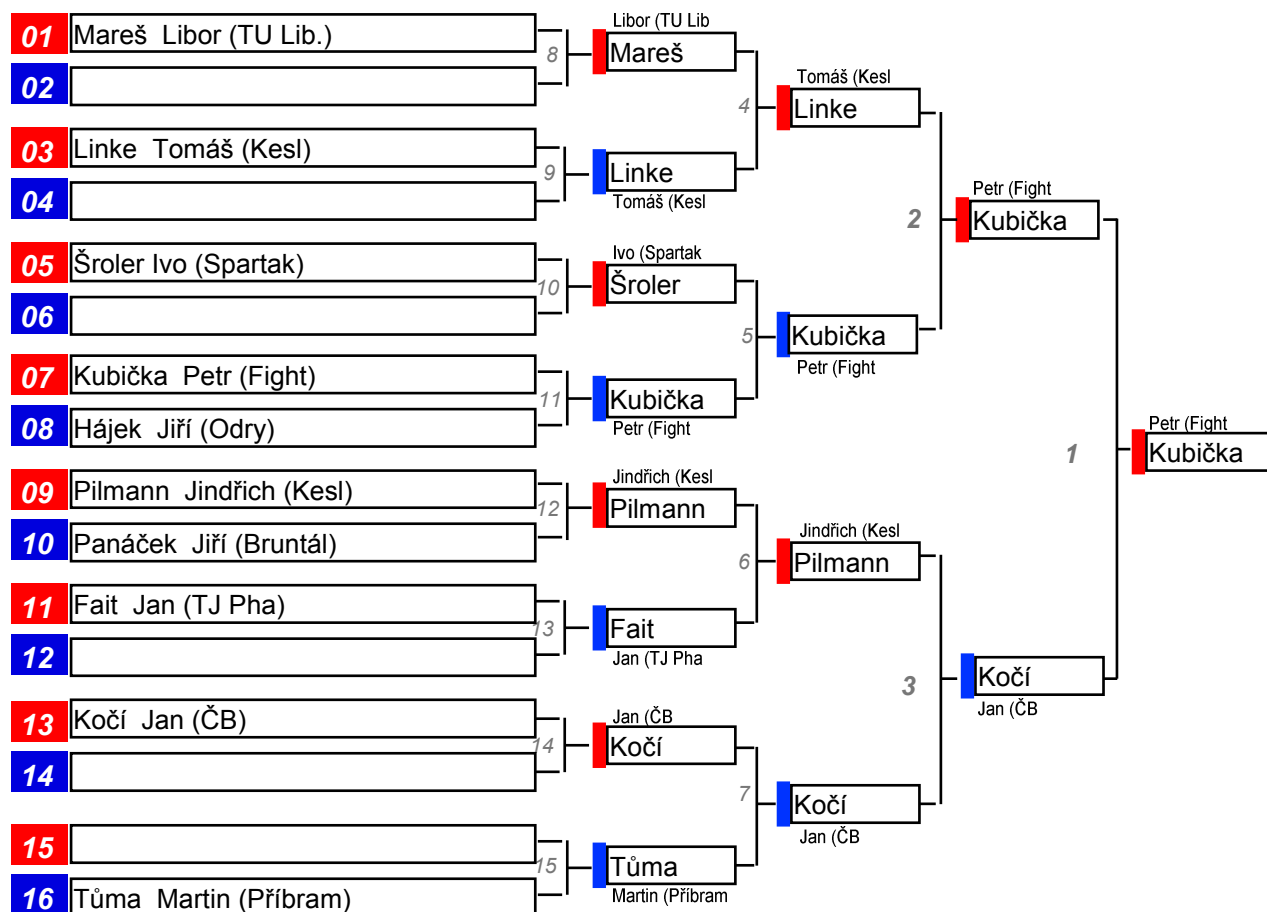 01 Mareš Libor (TU Lib.)
02
03 Linke Tomáš (Kesl)
04
05 Šroler Ivo (Spartak)
06
07 Kubička Petr (Fight)
08 Hájek Jiří (Odry)
09 Pilmann Jindřich (Kesl)
10 Panáček Jiří (Bruntál)
11 Fait Jan (TJ Pha)
12
13 Kočí Jan (ČB)
14
15
16 Tůma Martin (Příbram)
8
9
10
11
12
13
14
15
Libor (TU Lib
Mareš
Linke
Tomáš (Kesl
Ivo (Spartak
Šroler
Kubička
Petr (Fight
Jindřich (Kesl
Pilmann
Fait
Jan (TJ Pha
Jan (ČB
Kočí
Tůma
Martin (Příbram
4
5
6
7
Tomáš (Kesl
Linke
Kubička
Petr (Fight
Jindřich (Kesl
Pilmann
Kočí
Jan (ČB
2
3
Petr (Fight
Kubička
Kočí
Jan (ČB
1
Petr (Fight
Kubička